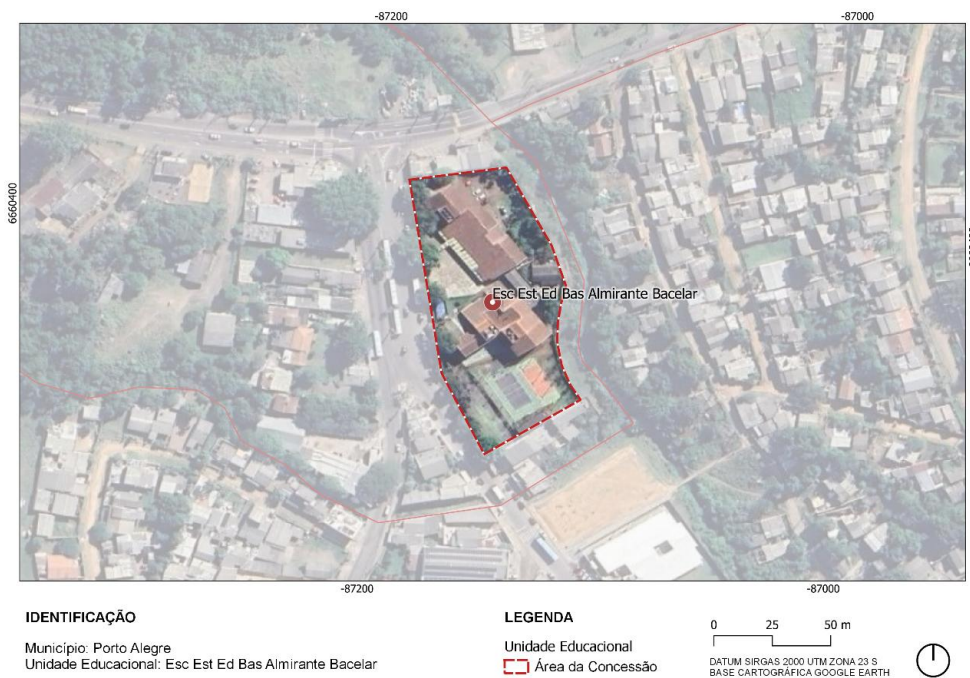 -87200
-87000
6660400
Esc Est Ed Bas Almirante Bacelar
-87200
-87000
IDENTIFICAÇÃO
Município: Porto Alegre
Unidade Educacional: Esc Est Ed Bas Almirante Bacelar
LEGENDA
Unidade Educacional
Área da Concessão
0 25 50 m
DATUM SIRGAS 2000 UTM ZONA 23 S
BASE CARTOGRÁFICA GOOGLE EARTH